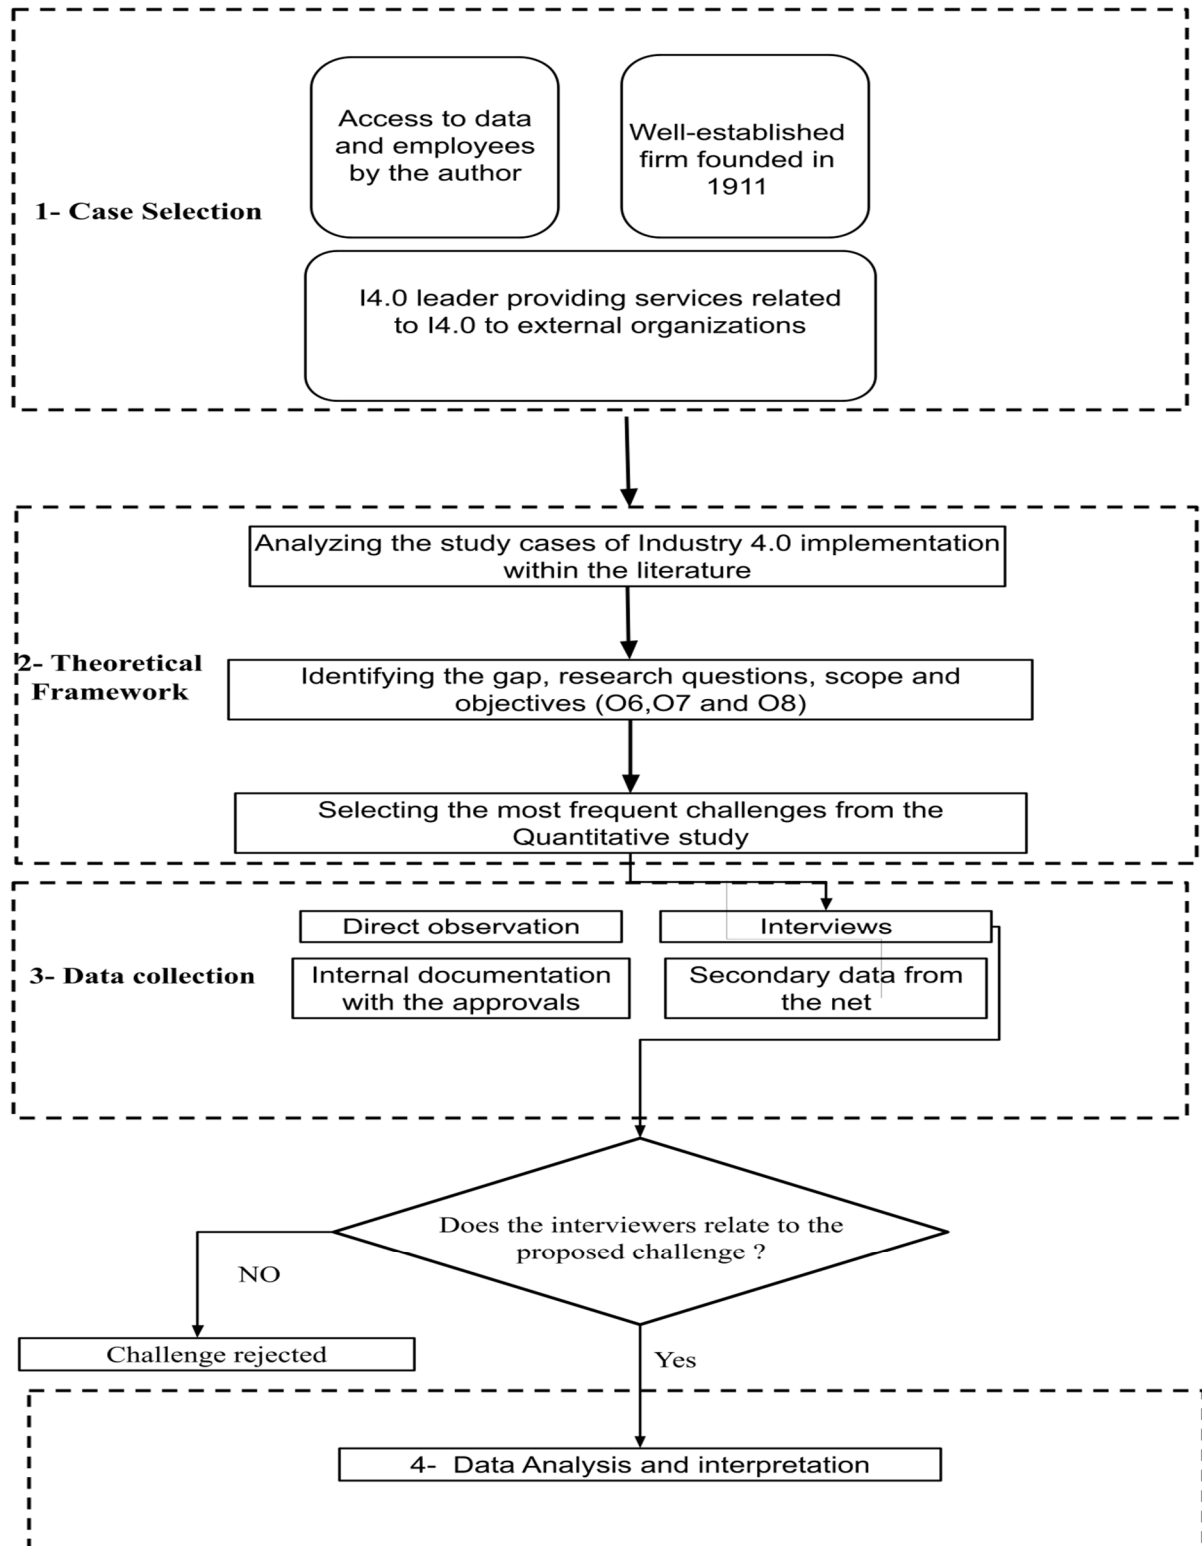 Access to data
and employees
by the author
Well-established
firm founded in
1911
1- Case Selection
I4.0 leader providing services related
to I4.0 to external organizations
Analyzing the study cases of Industry 4.0 implementation
within the literature
2- Theoretical
Framework
Identifying the gap, research questions, scope and
objectives (O6,O7 and O8)
Selecting the most frequent challenges from the
Quantitative study
Direct observation
Interviews
3- Data collection
Internal documentation
with the approvals
Secondary data from
the net
Does the interviewers relate to the
proposed challenge ?
NO
Challenge rejected
Yes
4- Data Analysis and interpretation